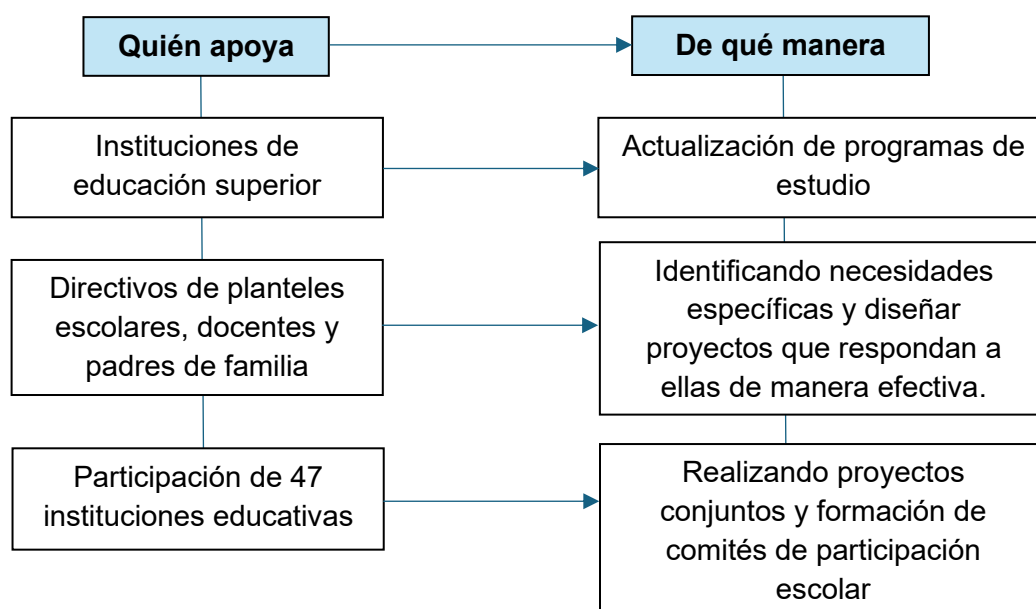 Quién apoya
De qué manera
Instituciones de
educación superior
Actualización de programas de
estudio
Directivos de planteles
escolares, docentes y
padres de familia
Identificando necesidades
específicas y diseñar
proyectos que respondan a
ellas de manera efectiva.
Participación de 47
instituciones educativas
Realizando proyectos
conjuntos y formación de
comités de participación
escolar